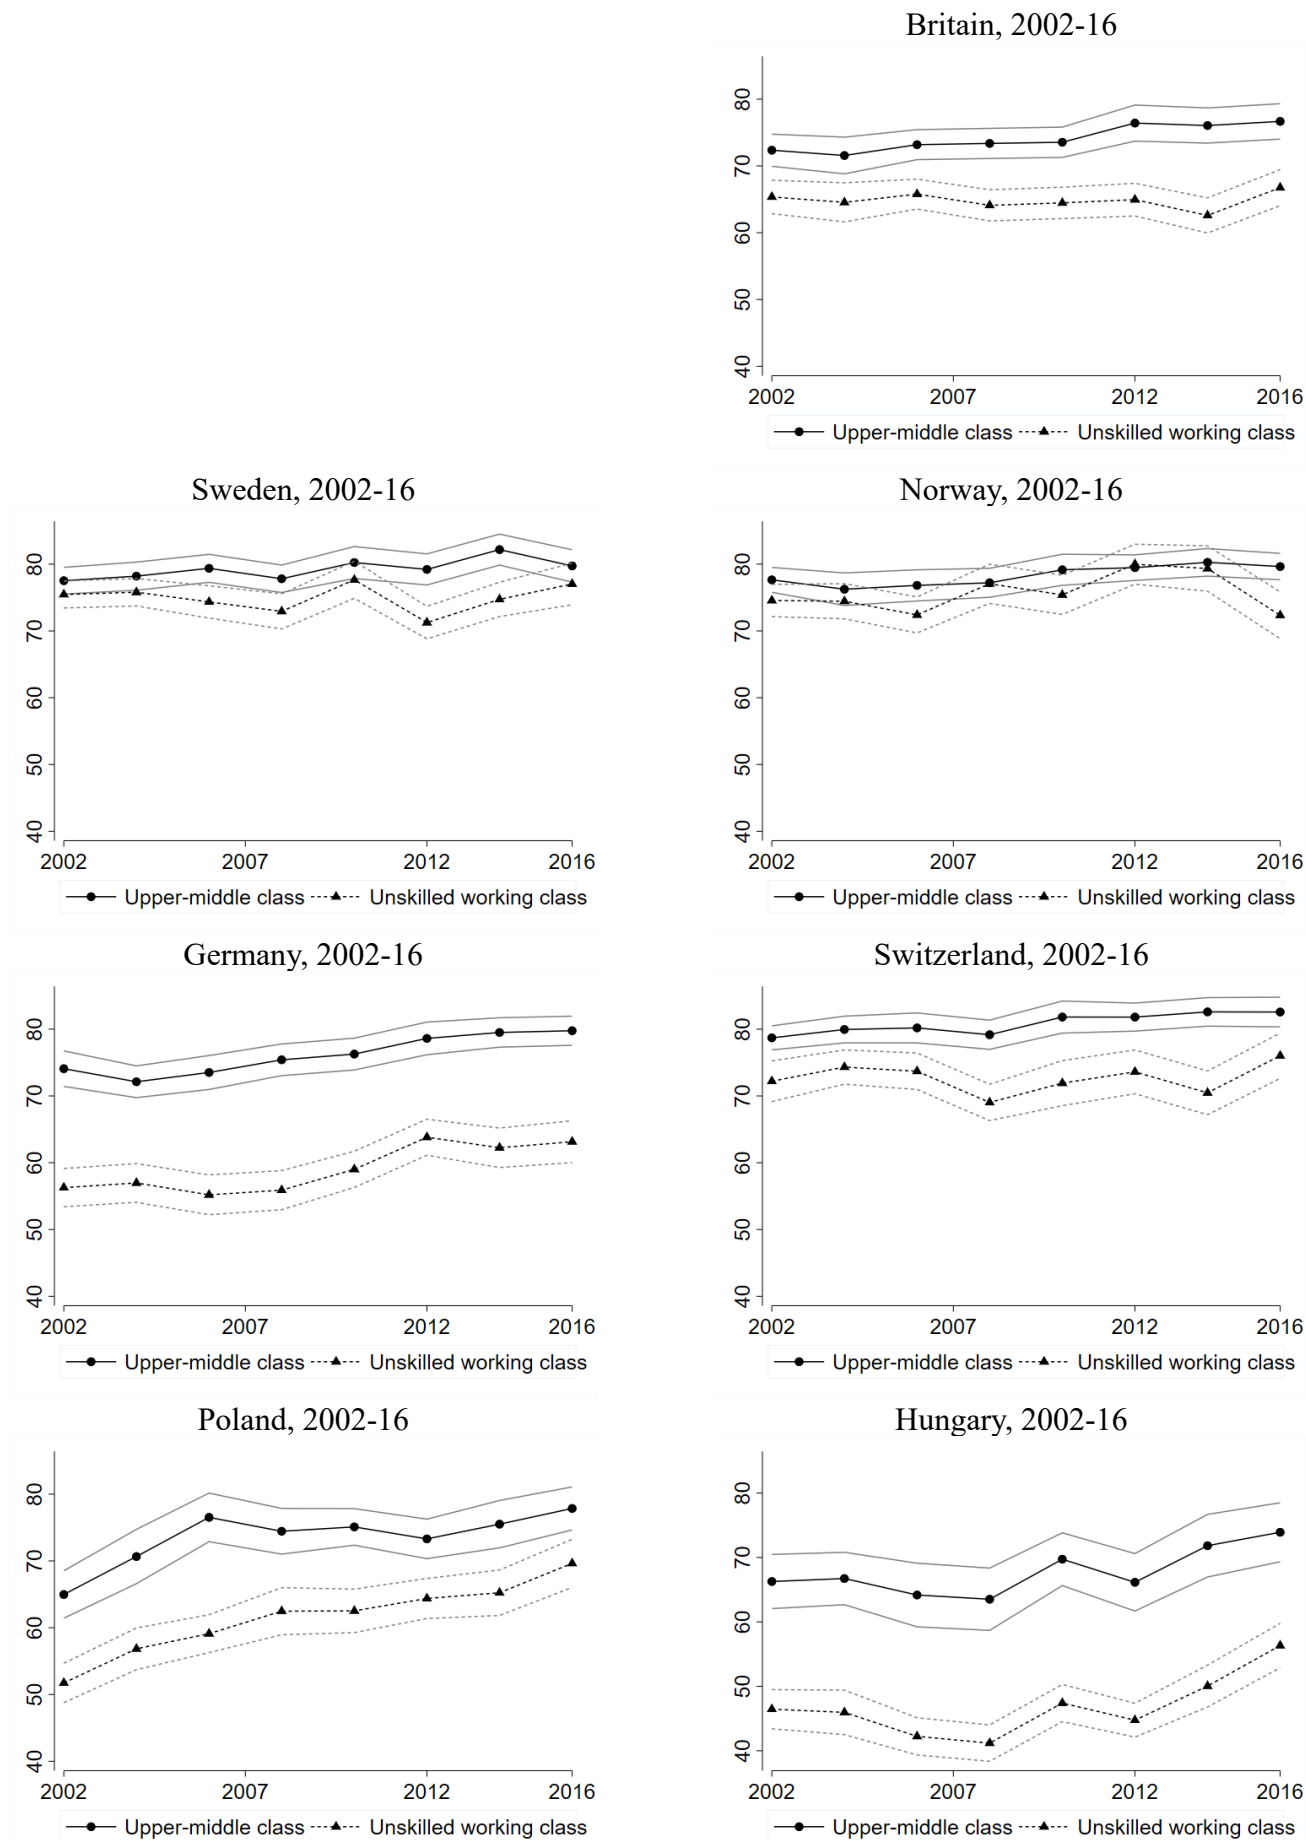 Britain, 2002-16
80
70
60
50
40
2002 2007 2012 2016
Upper-middle class Unskilled working class
Sweden, 2002-16
80
70
60
50
40
2002 2007 2012 2016
Upper-middle class Unskilled working class
Norway, 2002-16
80
70
60
50
40
2002 2007 2012 2016
Upper-middle class Unskilled working class
Germany, 2002-16
80
70
60
50
40
2002 2007 2012 2016
Upper-middle class Unskilled working class
Switzerland, 2002-16
80
70
60
50
40
2002 2007 2012 2016
Upper-middle class Unskilled working class
Poland, 2002-16
80
70
60
50
40
2002 2007 2012 2016
Upper-middle class Unskilled working class
Hungary, 2002-16
80
70
60
50
40
2002 2007 2012 2016
Upper-middle class Unskilled working class